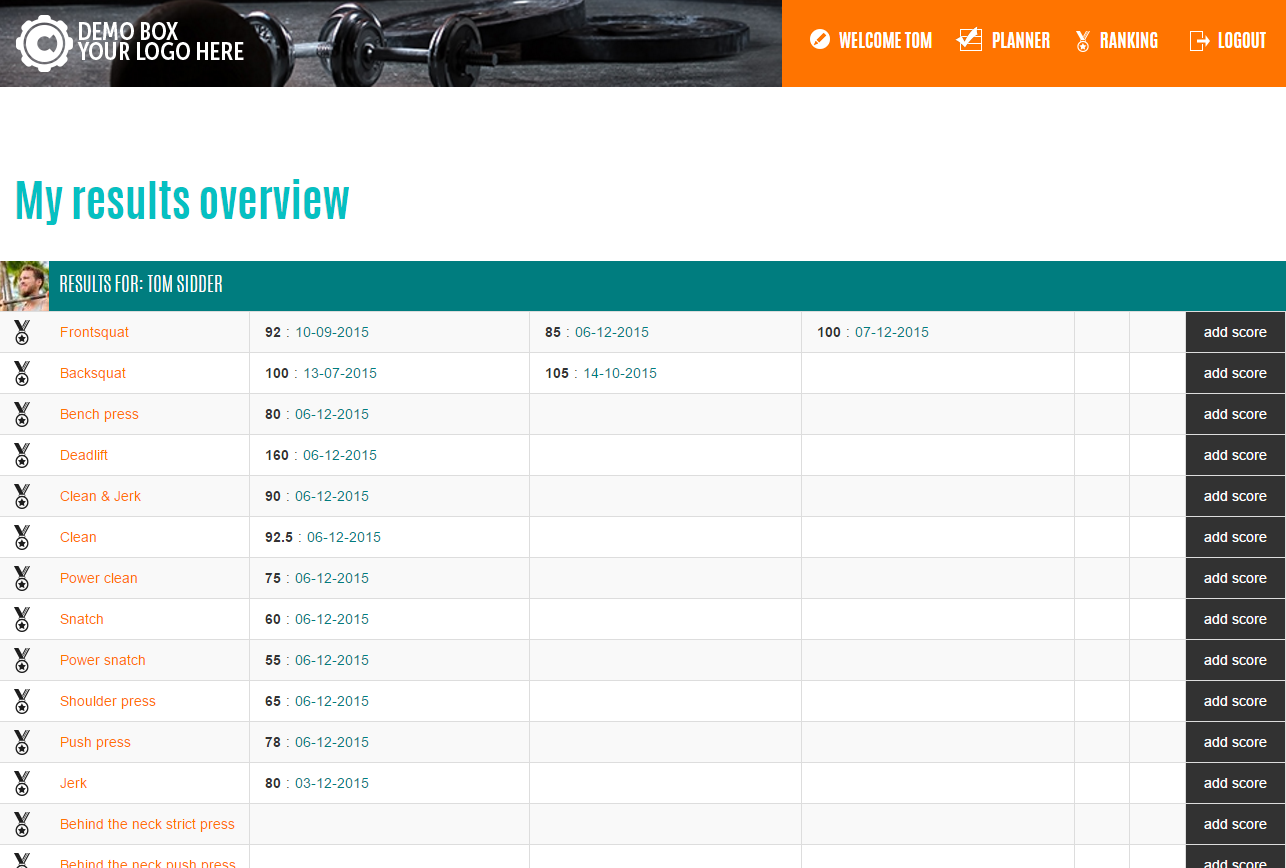 DEMO BOX
YOUR LOGO HERE
WELCOME TOM PLANNER RANKING LOGOUT
My results overview
RESULTS FOR: TOM SIDDER
Frontsquat 92 : 10-09-2015 85 : 06-12-2015 100 : 07-12-2015 add score
Backsquat 100 : 13-07-2015 105 : 14-10-2015 add score
Bench press 80 : 06-12-2015 add score
Deadlift 160 : 06-12-2015 add score
Clean & Jerk 90 : 06-12-2015 add score
Clean 92.5 : 06-12-2015 add score
Power clean 75 : 06-12-2015 add score
Snatch 60 : 06-12-2015 add score
Power snatch 55 : 06-12-2015 add score
Shoulder press 65 : 06-12-2015 add score
Push press 78 : 06-12-2015 add score
Jerk 80 : 03-12-2015 add score
Behind the neck strict press add score
Behind the neck push press add score